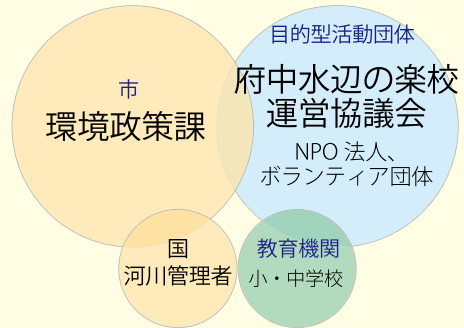 市
環境政策課
目的型活動団体
府中水辺の楽校
運営協議会
NPO 法人、
ボランティア団体
国
河川管理者
教育機関
小・中学校